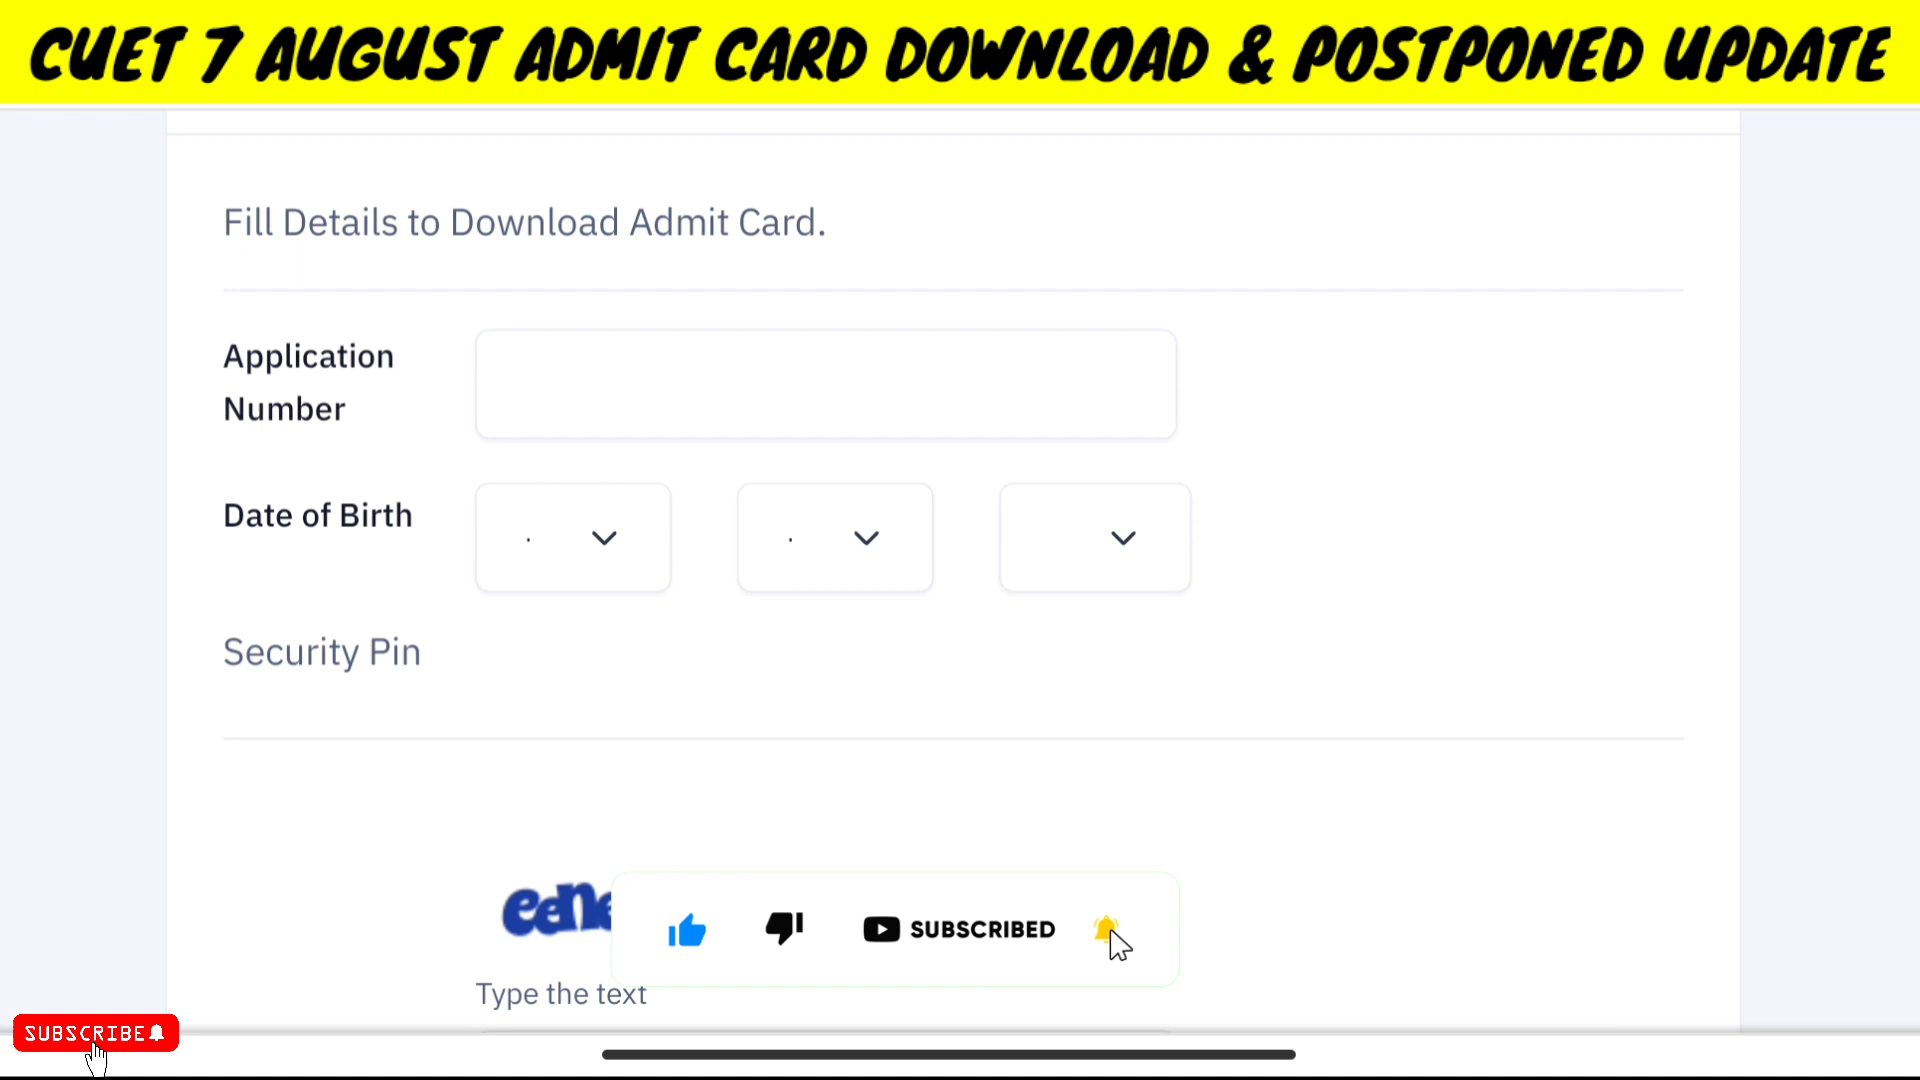 CUET 7 AUGUST ADMIT CARD DOWNLOAD & POSTPONED UPDATE
Fill Details to Download Admit Card.
Application
Number
Date of Birth
Security Pin
SUBSCRIBED
Type the text
SUBSCRIBE